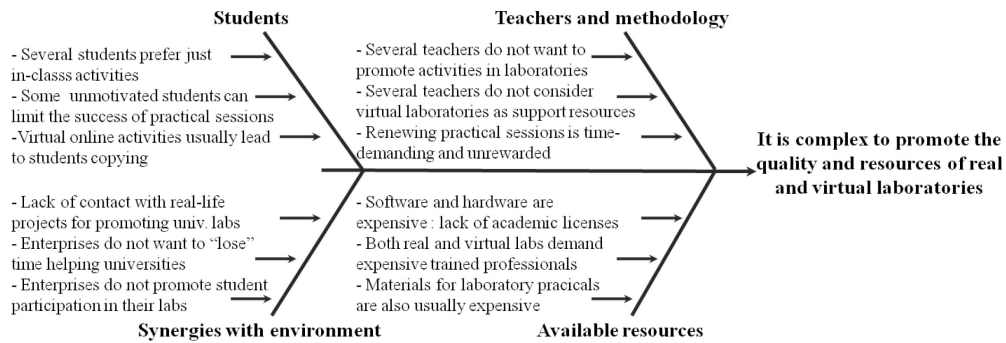 Students
- Several students prefer just
in-classs activities
- Some unmotivated students can
limit the success of practical sessions
-Virtual online activities usually lead
to students copying
Teachers and methodology
- Several teachers do not want to
promote activities in laboratories
- Several teachers do not consider
virtual laboratories as support resources
- Renewing practical sessions is time-
demanding and unrewarded
It is complex to promote the
quality and resources of real
and virtual laboratories
- Lack of contact with real-life
projects for promoting univ. labs
- Enterprises do not want to “lose”
time helping universities
- Enterprises do not promote student
participation in their labs
Synergies with environment
- Software and hardware are
expensive : lack of academic licenses
- Both real and virtual labs demand
expensive trained professionals
- Materials for laboratory pracicals
are also usually expensive
Available resources